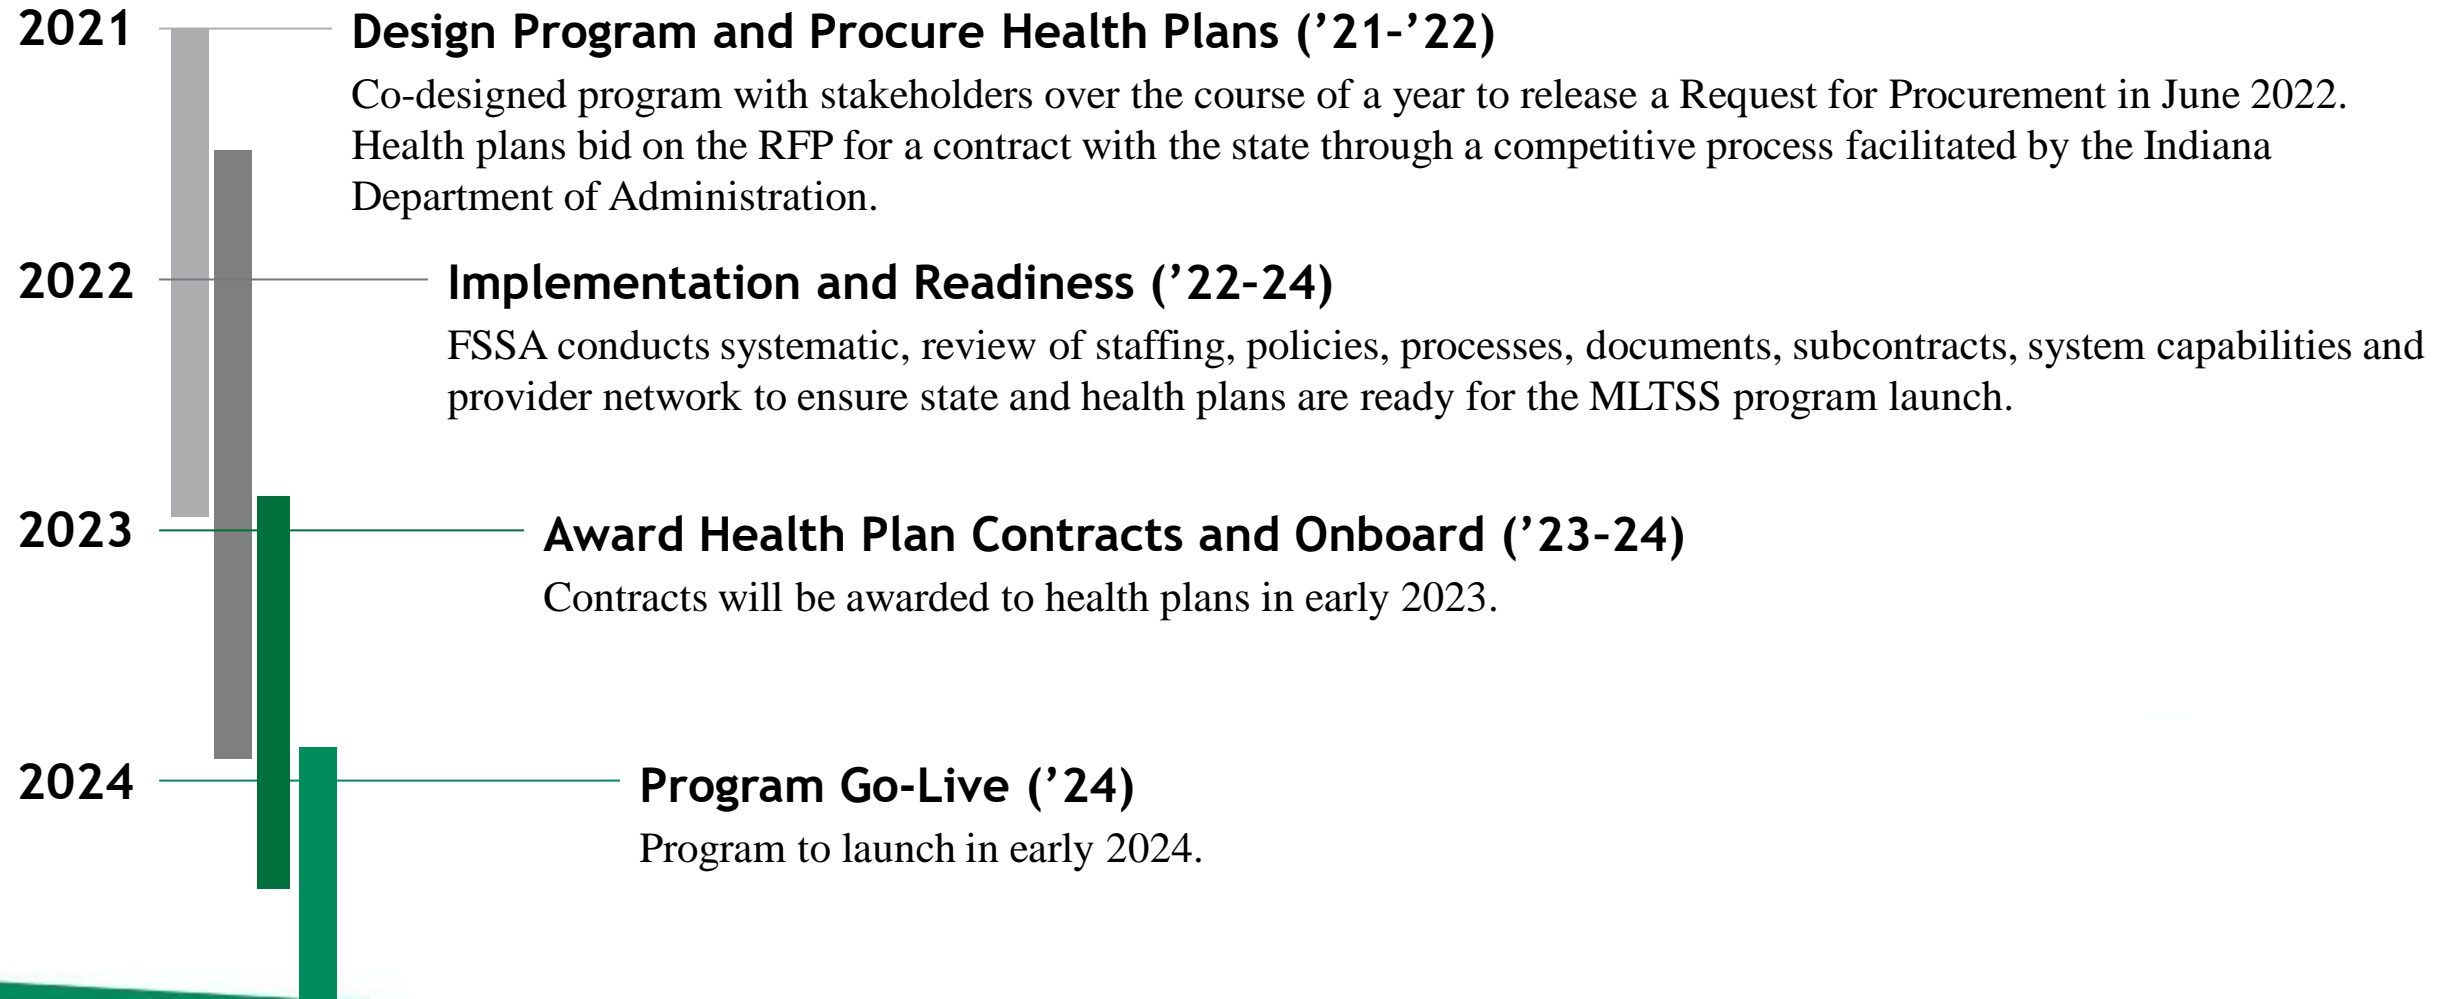 2021
Design Program and Procure Health Plans (’21-’22)
Co-designed program with stakeholders over the course of a year to release a Request for Procurement in June 2022.
Health plans bid on the RFP for a contract with the state through a competitive process facilitated by the Indiana
Department of Administration.
2022
Implementation and Readiness (’22–24)
FSSA conducts systematic, review of staffing, policies, processes, documents, subcontracts, system capabilities and
provider network to ensure state and health plans are ready for the MLTSS program launch.
2023
Award Health Plan Contracts and Onboard (’23–24)
Contracts will be awarded to health plans in early 2023.
2024
Program Go-Live (’24)
Program to launch in early 2024.